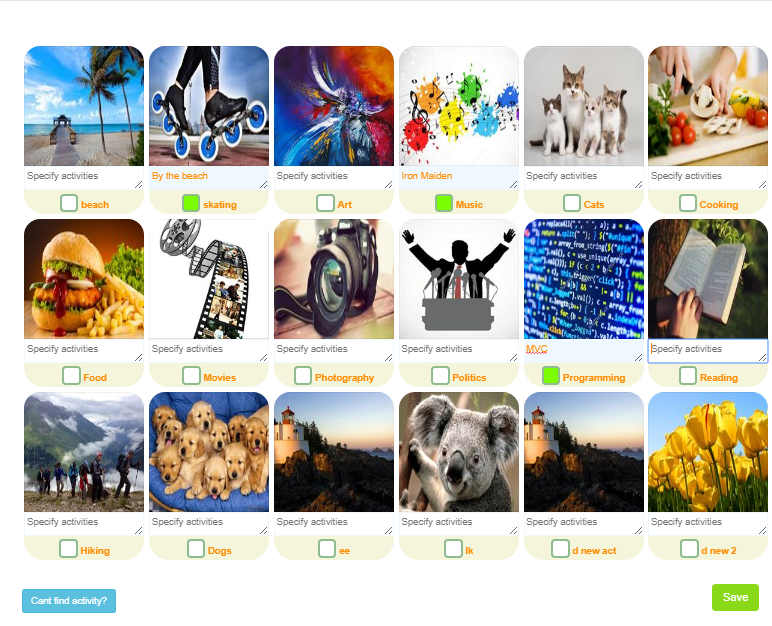 Specify activities By the beach Specify activities Iron Maiden Specify activities Specify activities
beach skating Art Music Cats Cooking
Specify activities Specify activities Specify activities Specify activities MVC Specify activities
Food Movies Photography Politics Programming Reading
Specify activities Specify activities Specify activities Specify activities Specify activities Specify activities
Hiking Dogs ee lk d new act d new 2
Cant find activity? Save